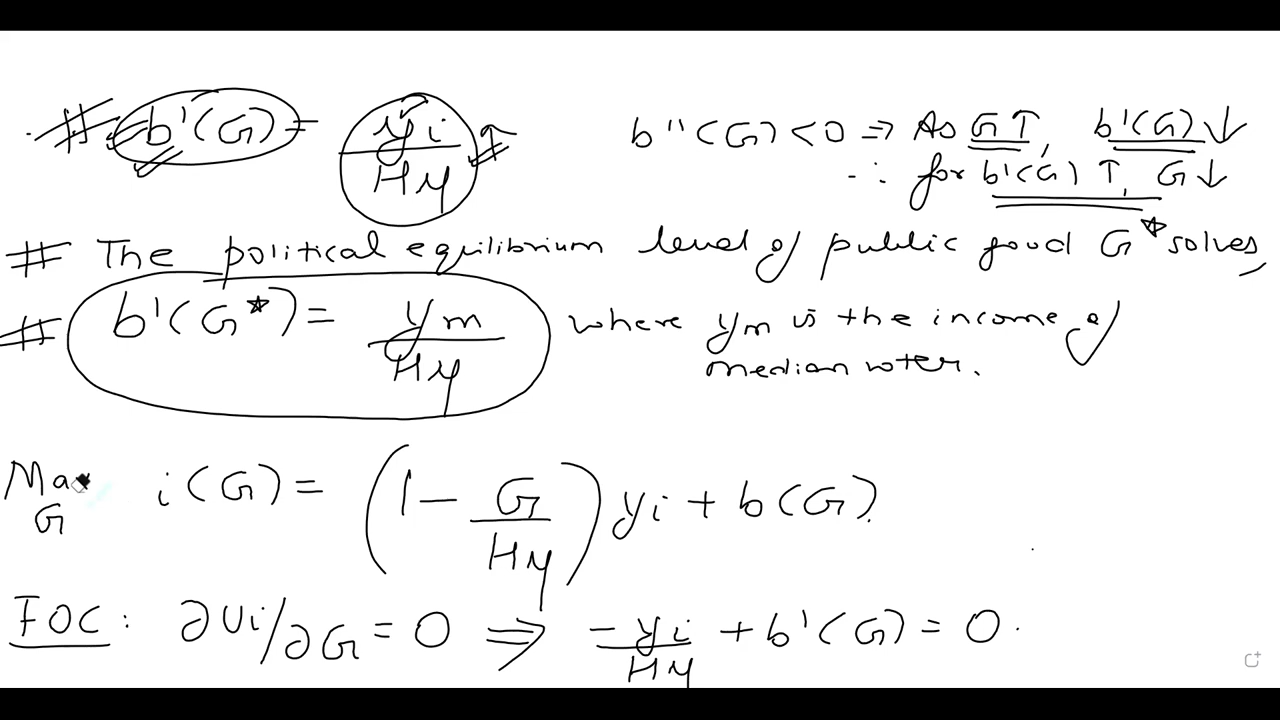 # b'(G) = yi/Hy ↑
b''(G) < 0 ⇒ As G↑, b'(G)↓
∴ for b'(G)↑, G↓
# The political equilibrium level of public good G* solves,
# b'(G*) = ym/Hy where ym is the income of
median voter.
Max i(G) = (1 - G/Hy) yi + b(G).
G
FOC: ∂Ui/∂G = 0 ⇒ -yi/Hy + b'(G) = 0.